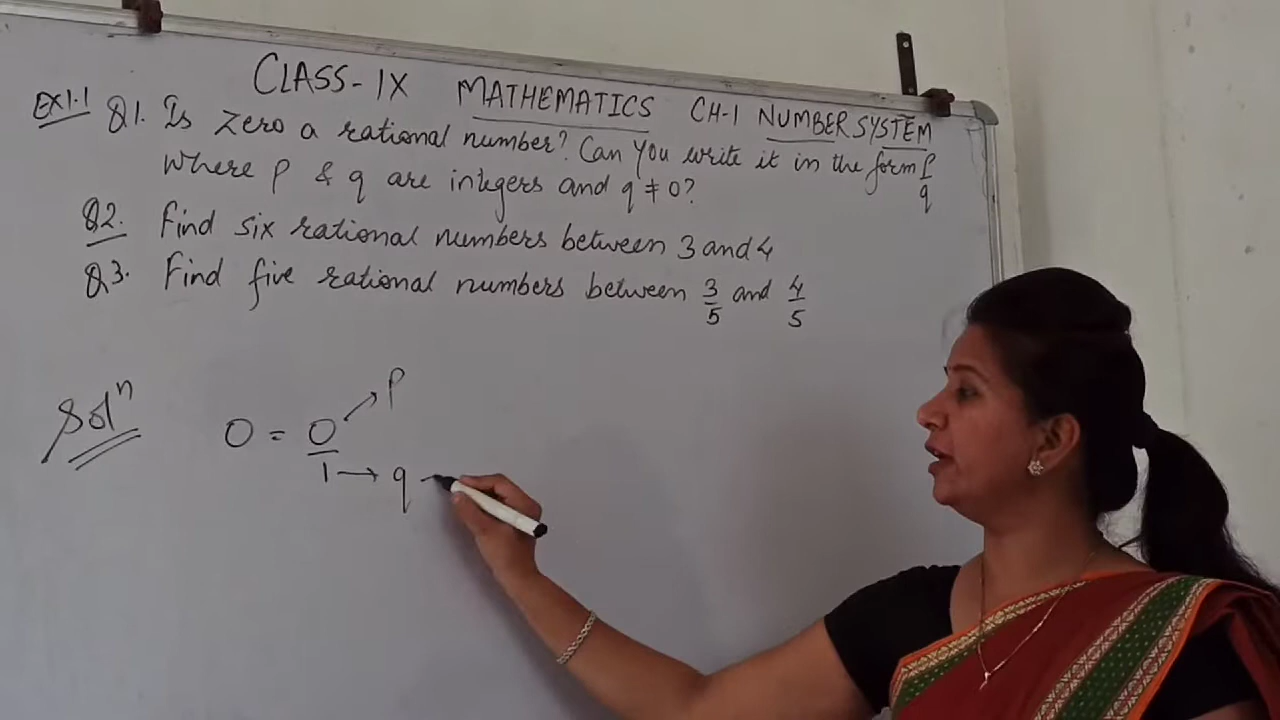 CLASS-IX MATHEMATICS CH-1 NUMBER SYSTEM
EX1.1 Q1. Is zero a rational number? Can you write it in the form p/q
where p & q are integers and q ≠ 0?
Q2. Find six rational numbers between 3 and 4
Q3. Find five rational numbers between 3/5 and 4/5
Solⁿ 0 = 0/1 → p
→ q -